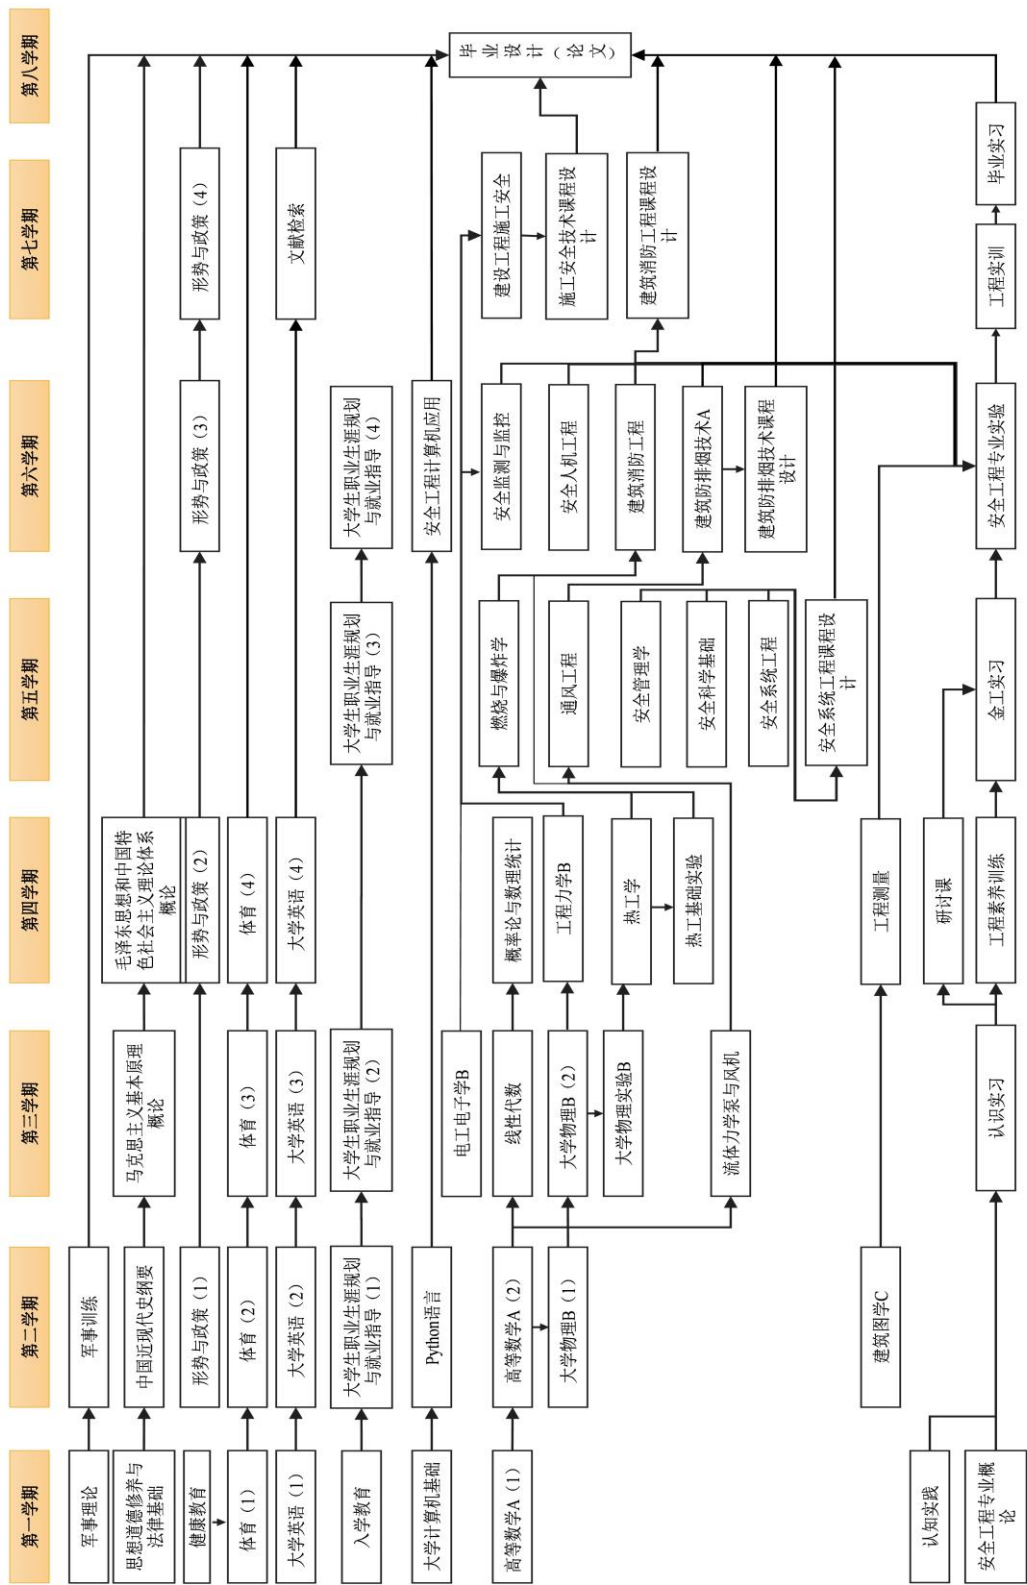 第一学期
第二学期
第三学期
第四学期
第五学期
第六学期
第七学期
第八学期
军事理论
军事训练
思想道德修养与
法律基础
中国近现代史纲要
马克思主义基本原理
概论
毛泽东思想和中国特
色社会主义理论体系
概论
健康教育
形势与政策（1）
形势与政策（2）
形势与政策（3）
形势与政策（4）
体育（1）
体育（2）
体育（3）
体育（4）
大学英语（1）
大学英语（2）
大学英语（3）
大学英语（4）
文献检索
入学教育
大学生职业生涯规划
与就业指导（1）
大学生职业生涯规划
与就业指导（2）
大学生职业生涯规划
与就业指导（3）
大学生职业生涯规划
与就业指导（4）
大学计算机基础
Python语言
安全工程计算机应用
毕业设计（论
文）
电工电子学B
高等数学A（1）
高等数学A（2）
线性代数
概率论与数理统计
燃烧与爆炸学
安全监测与监控
建设工程施工安全
大学物理B（1）
大学物理B（2）
工程力学B
通风工程
安全人机工程
施工安全技术课程设
计
大学物理实验B
热工学
安全管理学
建筑消防工程
建筑消防工程课程设
计
热工基础实验
安全科学基础
建筑防排烟技术A
流体力学泵与风机
安全系统工程
建筑防排烟技术课程
设计
安全系统工程课程设
计
建筑图学C
工程测量
认知实践
研讨课
安全工程专业概
论
认识实习
工程素养训练
金工实习
安全工程专业实验
工程实训
毕业实习